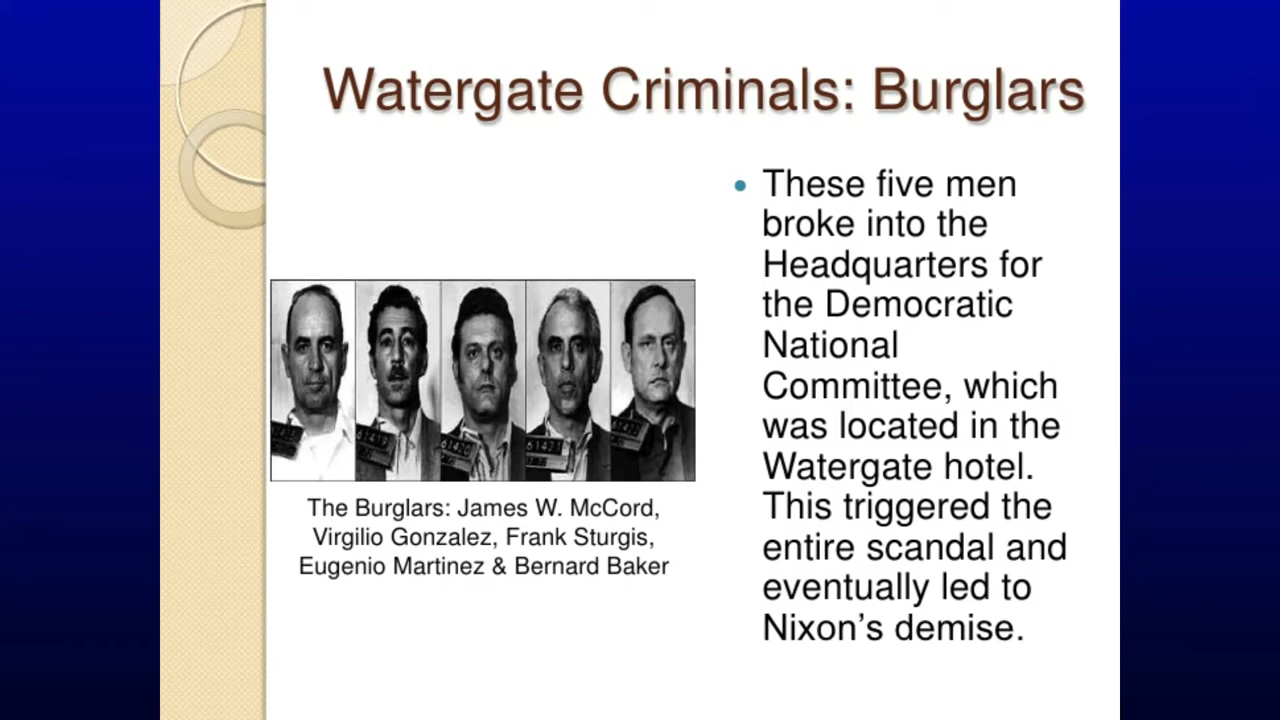 Watergate Criminals: Burglars
These five men
broke into the
Headquarters for
the Democratic
National
Committee, which
was located in the
Watergate hotel.
This triggered the
entire scandal and
eventually led to
Nixon's demise.
61420
61421
The Burglars: James W. McCord,
Virgilio Gonzalez, Frank Sturgis,
Eugenio Martinez & Bernard Baker